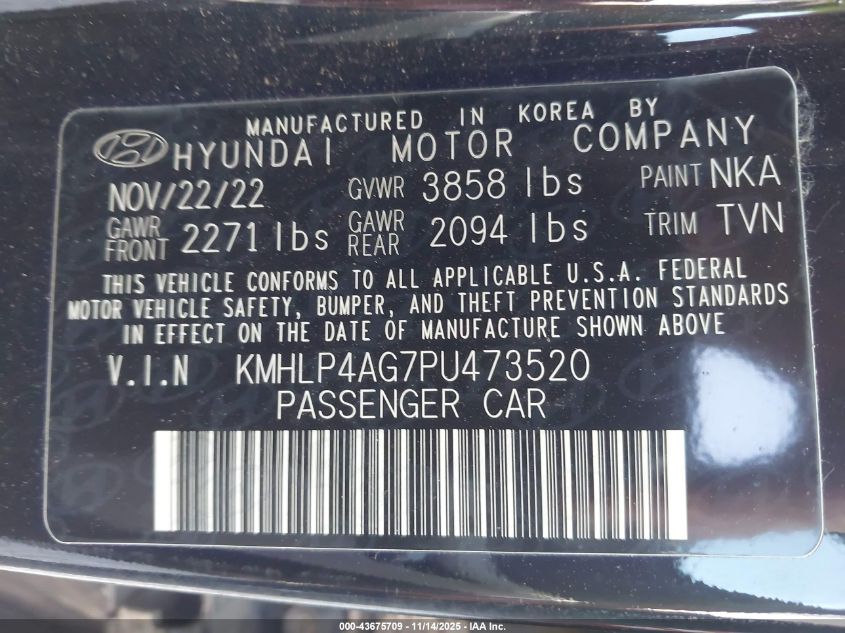 MANUFACTURED IN KOREA BY
HYUNDAI MOTOR COMPANY
NOV/22/22 GVWR 3858 lbs PAINT NKA
GAWR FRONT 2271 lbs GAWR REAR 2094 lbs TRIM TVN
THIS VEHICLE CONFORMS TO ALL APPLICABLE U.S.A. FEDERAL
MOTOR VEHICLE SAFETY, BUMPER, AND THEFT PREVENTION STANDARDS
IN EFFECT ON THE DATE OF MANUFACTURE SHOWN ABOVE
V.I.N KMHLP4AG7PU473520
PASSENGER CAR
000-43675709 - 11/14/2025 - IAA Inc.